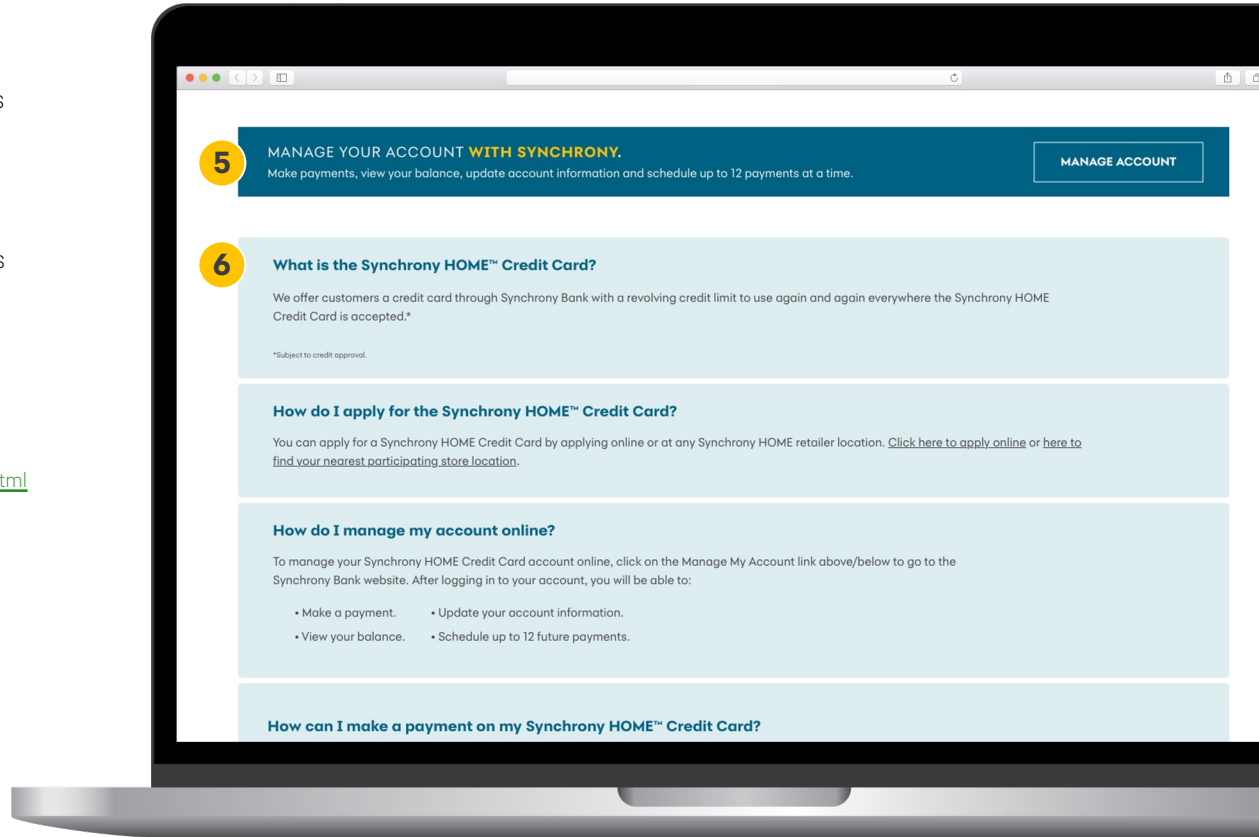 s
s
tml
5
MANAGE YOUR ACCOUNT WITH SYNCHRONY.
Make payments, view your balance, update account information and schedule up to 12 payments at a time.
MANAGE ACCOUNT
6
What is the Synchrony HOME™ Credit Card?
We offer customers a credit card through Synchrony Bank with a revolving credit limit to use again and again everywhere the Synchrony HOME
Credit Card is accepted.*
*Subject to credit approval.
How do I apply for the Synchrony HOME™ Credit Card?
You can apply for a Synchrony HOME Credit Card by applying online or at any Synchrony HOME retailer location. Click here to apply online or here to
find your nearest participating store location.
How do I manage my account online?
To manage your Synchrony HOME Credit Card account online, click on the Manage My Account link above/below to go to the
Synchrony Bank website. After logging in to your account, you will be able to:
• Make a payment. • Update your account information.
• View your balance. • Schedule up to 12 future payments.
How can I make a payment on my Synchrony HOME™ Credit Card?